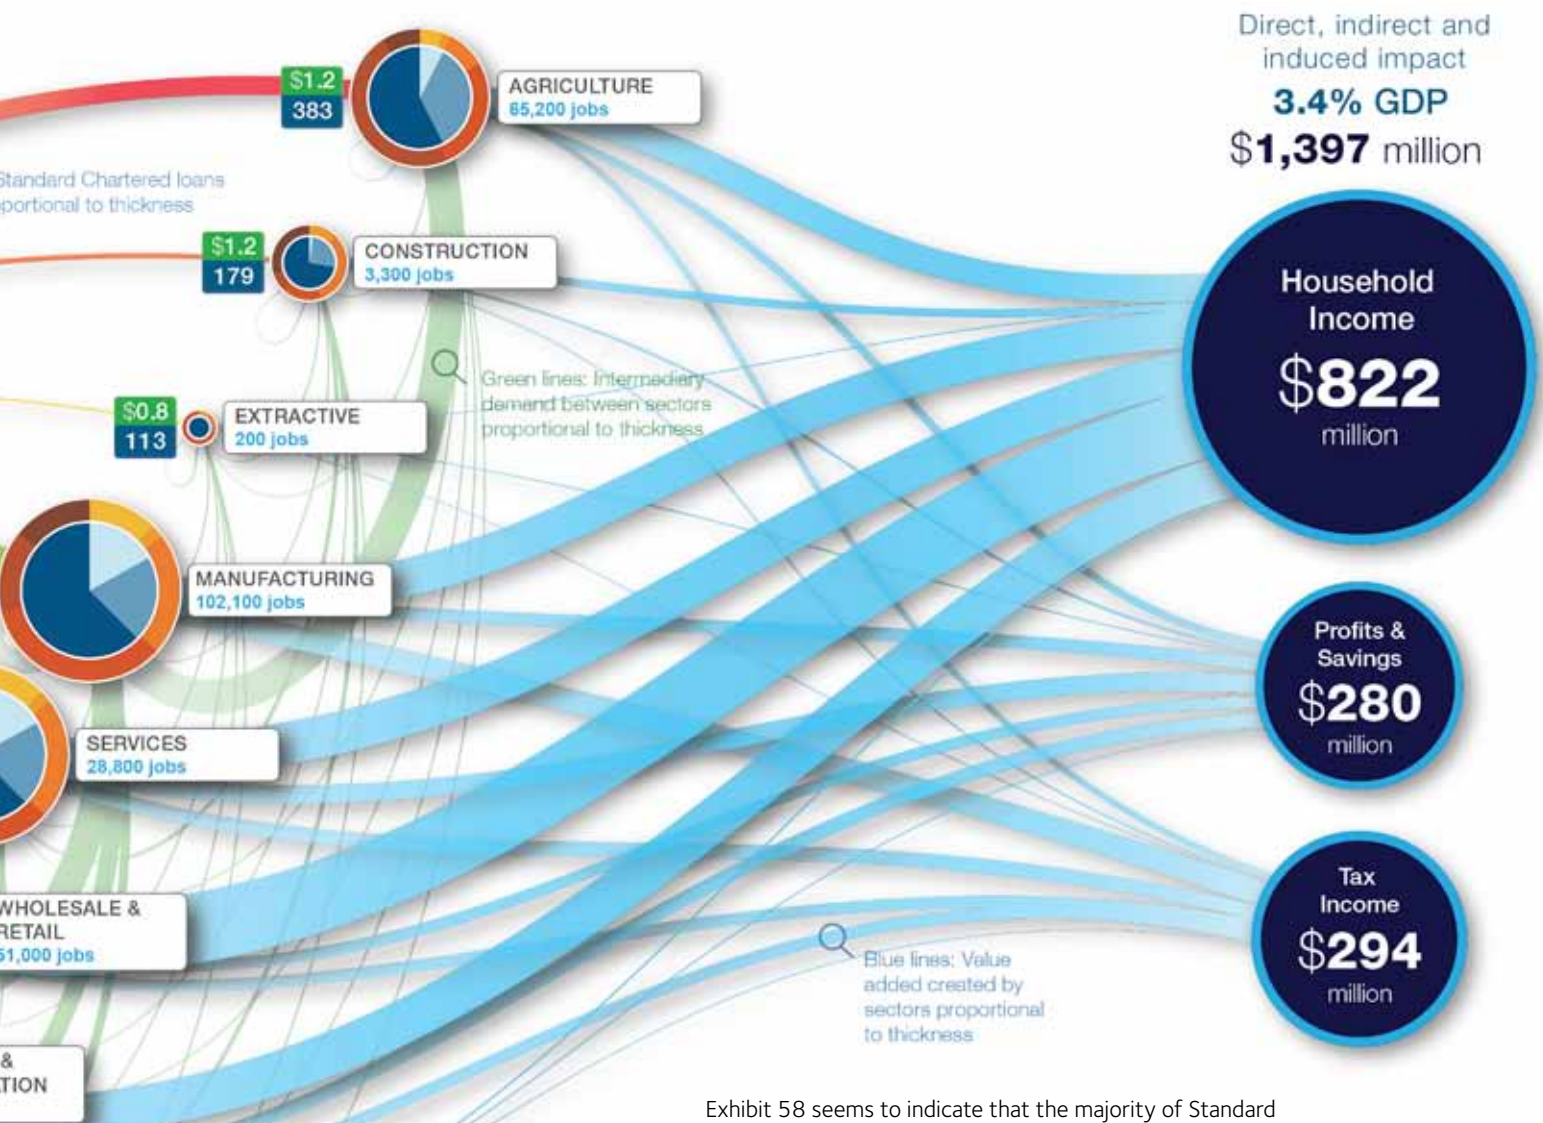 Direct, indirect and
induced impact
3.4% GDP
$1,397 million
$1.2
383
AGRICULTURE
65,200 jobs
Standard Chartered loans
portional to thickness
$1.2
179
CONSTRUCTION
3,300 jobs
Household
Income
$822
million
Green lines: Intermediary
demand between sectors
proportional to thickness
$0.8
113
EXTRACTIVE
200 jobs
MANUFACTURING
102,100 jobs
Profits &
Savings
$280
million
SERVICES
28,800 jobs
WHOLESALE &
RETAIL
51,000 jobs
Tax
Income
$294
million
Blue lines: Value
added created by
sectors proportional
to thickness
&
TION
Exhibit 58 seems to indicate that the majority of Standard